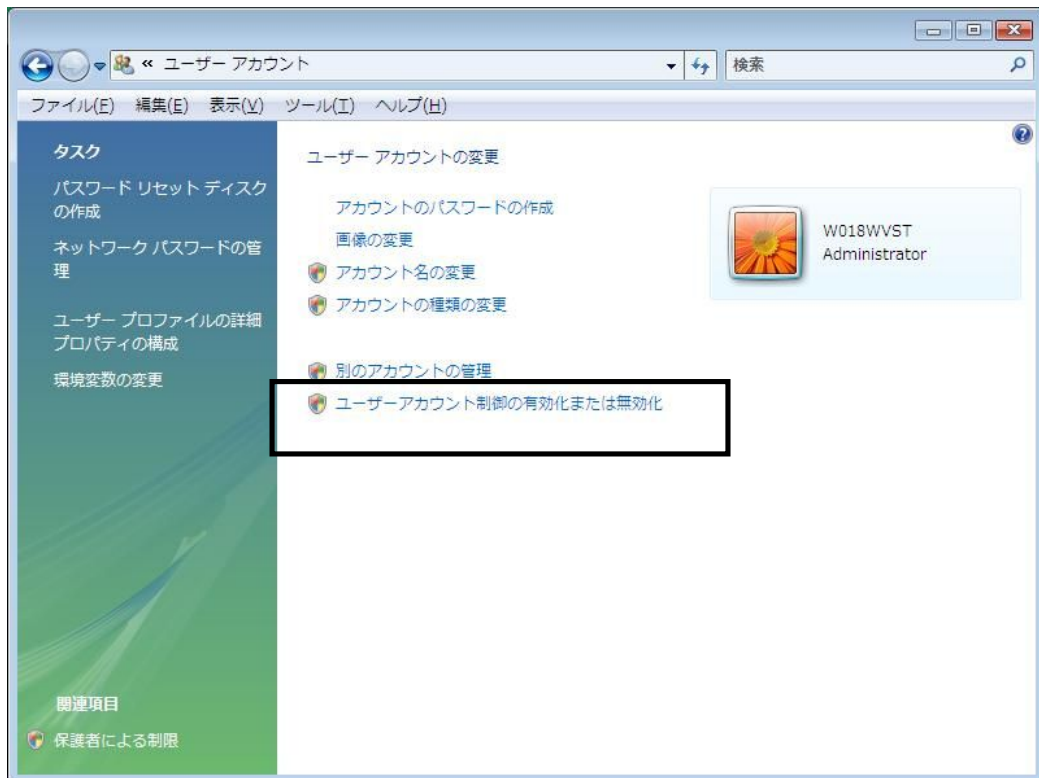 « ユーザー アカウント
検索
ファイル(F) 編集(E) 表示(V) ツール(T) ヘルプ(H)
タスク
パスワード リセット ディスク
の作成
ネットワーク パスワードの管
理
ユーザー プロファイルの詳細
プロパティの構成
環境変数の変更
関連項目
保護者による制限
ユーザー アカウントの変更
アカウントのパスワードの作成
画像の変更
アカウント名の変更
アカウントの種類の変更
別のアカウントの管理
ユーザーアカウント制御の有効化または無効化
W018WVST
Administrator